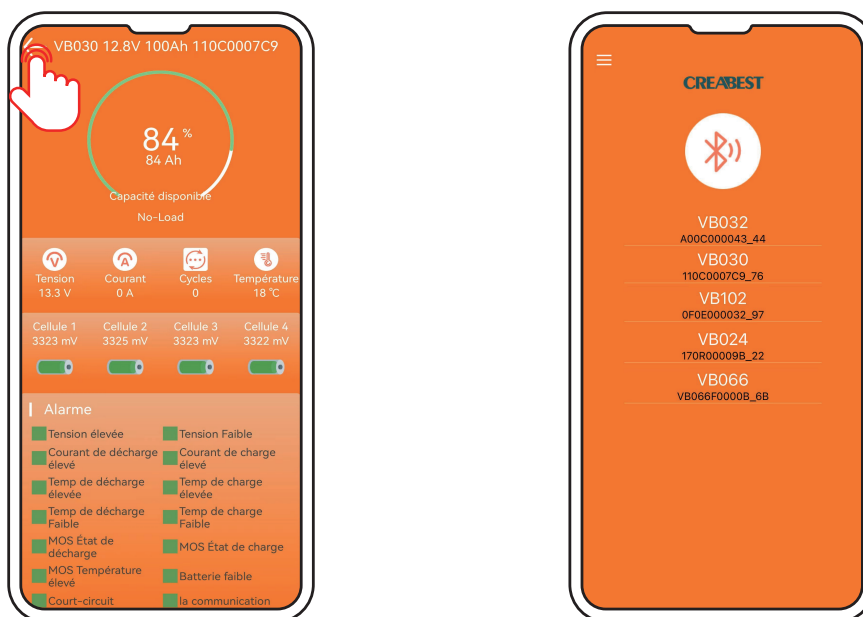 VB030 12.8V 100Ah 110C0007C9
84 %
84 Ah
Capacité disponible
No-Load
Tension
13.3 V
Courant
0 A
Cycles
0
Température
18 °C
Cellule 1
3323 mV
Cellule 2
3325 mV
Cellule 3
3323 mV
Cellule 4
3322 mV
Alarme
Tension élevée
Tension Faible
Courant de décharge
élevé
Courant de charge
élevé
Temp de décharge
élevée
Temp de charge
élevée
Temp de décharge
Faible
Temp de charge
Faible
MOS État de
décharge
MOS État de charge
MOS Température
élevé
Batterie faible
Court-circuit
la communication
CREABEST
VB032
A00C000043_44
VB030
110C0007C9_76
VB102
0F0E000032_97
VB024
170R00009B_22
VB066
VB066F0000B_6B